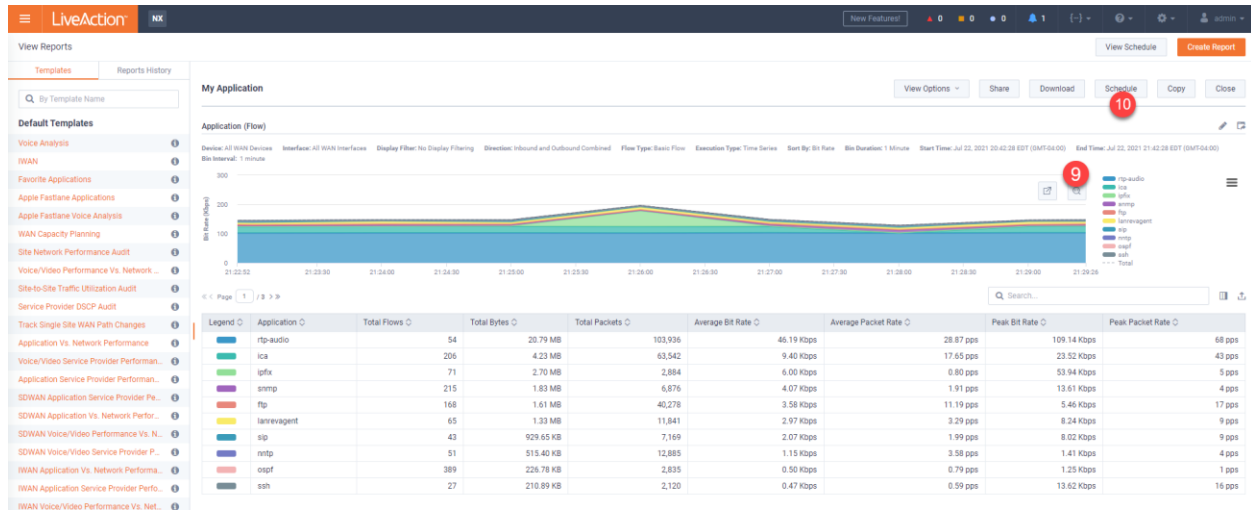 LiveAction NX New Features! 0 0 0 1 {--} admin
View Reports View Schedule Create Report
Templates Reports History
By Template Name
Default Templates
Voice Analysis
IWAN
Favorite Applications
Apple Fastlane Applications
Apple Fastlane Voice Analysis
WAN Capacity Planning
Site Network Performance Audit
Voice/Video Performance Vs. Network ...
Site-to-Site Traffic Utilization Audit
Service Provider DSCP Audit
Track Single Site WAN Path Changes
Application Vs. Network Performance
Voice/Video Service Provider Performan...
Application Service Provider Performan...
SDWAN Application Service Provider Pe...
SDWAN Application Vs. Network Perfor...
SDWAN Voice/Video Performance Vs. N...
SDWAN Voice/Video Service Provider P...
IWAN Application Vs. Network Performa...
IWAN Application Service Provider Perfo...
IWAN Voice/Video Performance Vs. Net...
My Application View Options Share Download Schedule Copy Close
10
Application (Flow)
Device: All WAN Devices Interface: All WAN Interfaces Display Filter: No Display Filtering Direction: Inbound and Outbound Combined Flow Type: Basic Flow Execution Type: Time Series Sort By: Bit Rate Bin Duration: 1 Minute Start Time: Jul 22, 2021 20:42:28 EDT (GMT-04:00) End Time: Jul 22, 2021 21:42:28 EDT (GMT-04:00)
Bin Interval: 1 minute
9
Bit Rate (Kbps)
300
200
100
0
21:22:52 21:23:30 21:24:00 21:24:30 21:25:00 21:25:30 21:26:00 21:26:30 21:27:00 21:27:30 21:28:00 21:28:30 21:29:00 21:29:26
rtp-audio
ica
ipfix
snmp
ftp
lanrevagent
sip
nntp
ospf
ssh
Total
Page 1 / 3 Search...
Legend Application Total Flows Total Bytes Total Packets Average Bit Rate Average Packet Rate Peak Bit Rate Peak Packet Rate
rtp-audio 54 20.79 MB 103,936 46.19 Kbps 28.87 pps 109.14 Kbps 68 pps
ica 206 4.23 MB 63,542 9.40 Kbps 17.65 pps 23.52 Kbps 43 pps
ipfix 71 2.70 MB 2,884 6.00 Kbps 0.80 pps 53.94 Kbps 5 pps
snmp 215 1.83 MB 6,876 4.07 Kbps 1.91 pps 13.61 Kbps 4 pps
ftp 168 1.61 MB 40,278 3.58 Kbps 11.19 pps 5.46 Kbps 17 pps
lanrevagent 65 1.33 MB 11,841 2.97 Kbps 3.29 pps 8.24 Kbps 9 pps
sip 43 929.65 KB 7,169 2.07 Kbps 1.99 pps 8.02 Kbps 9 pps
nntp 51 515.40 KB 12,885 1.15 Kbps 3.58 pps 1.41 Kbps 4 pps
ospf 389 226.78 KB 2,835 0.50 Kbps 0.79 pps 1.25 Kbps 1 pps
ssh 27 210.89 KB 2,120 0.47 Kbps 0.59 pps 13.62 Kbps 16 pps